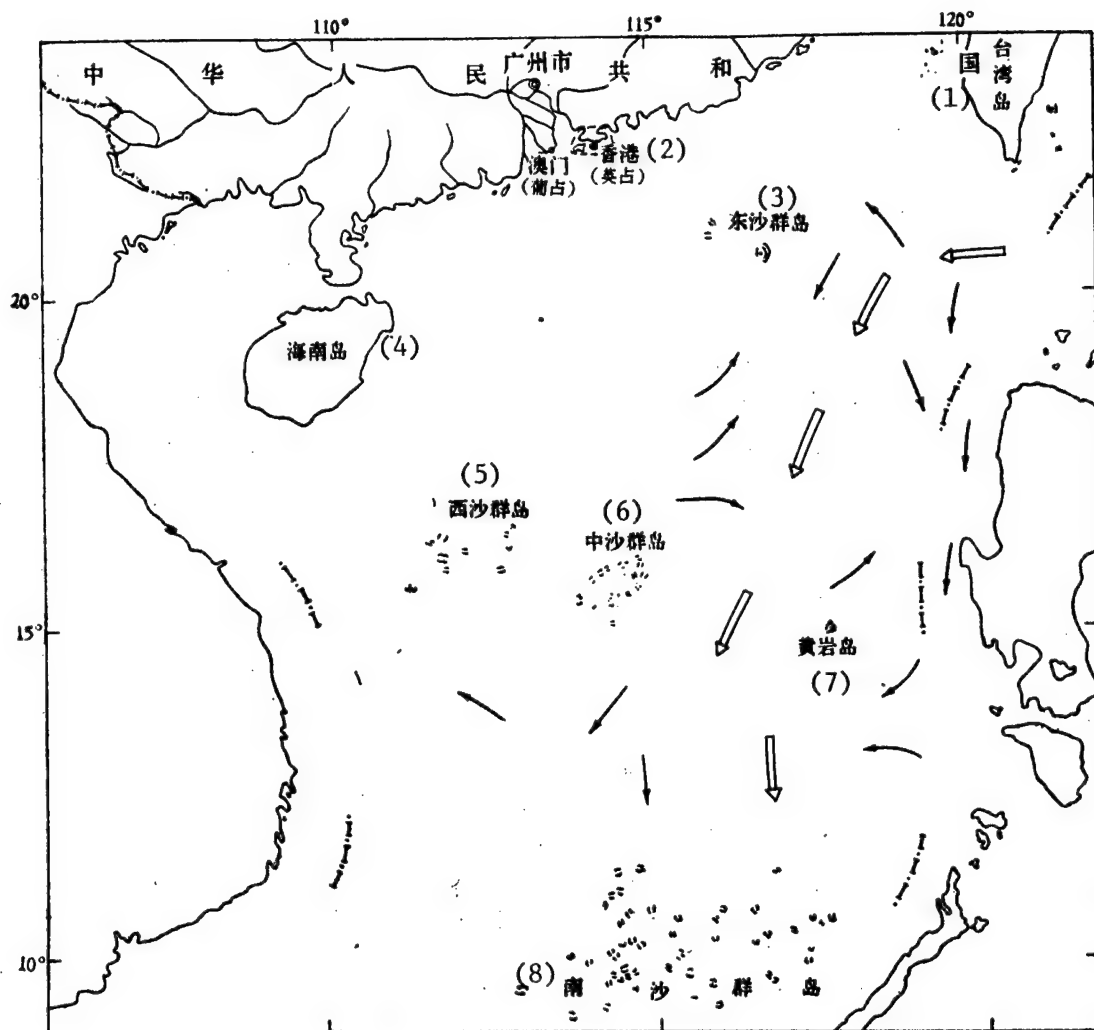 110° 115° 120°
中 华 民 共 和 国
广州市
台湾岛
(1)
澳门
(葡占)
香港 (2)
(英占)
(3)
东沙群岛
20°
海南岛 (4)
(5)
西沙群岛
(6)
中沙群岛
15°
黄岩岛
(7)
10°
(8) 南 沙 群 岛